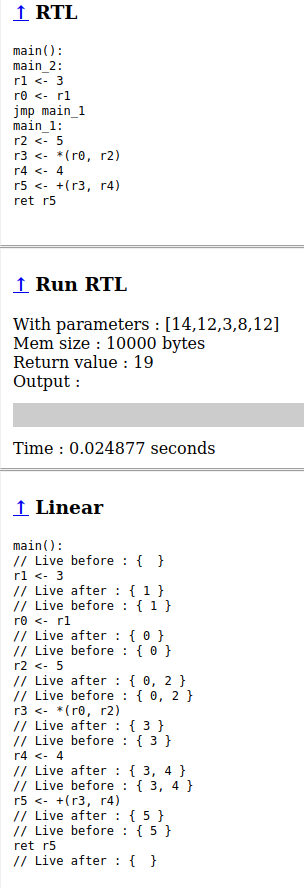 ↑ RTL
main():
main_2:
r1 <- 3
r0 <- r1
jmp main_1
main_1:
r2 <- 5
r3 <- *(r0, r2)
r4 <- 4
r5 <- +(r3, r4)
ret r5
↑ Run RTL
With parameters : [14,12,3,8,12]
Mem size : 10000 bytes
Return value : 19
Output :
Time : 0.024877 seconds
↑ Linear
main():
// Live before : {  }
r1 <- 3
// Live after : { 1 }
// Live before : { 1 }
r0 <- r1
// Live after : { 0 }
// Live before : { 0 }
r2 <- 5
// Live after : { 0, 2 }
// Live before : { 0, 2 }
r3 <- *(r0, r2)
// Live after : { 3 }
// Live before : { 3 }
r4 <- 4
// Live after : { 3, 4 }
// Live before : { 3, 4 }
r5 <- +(r3, r4)
// Live after : { 5 }
// Live before : { 5 }
ret r5
// Live after : {  }